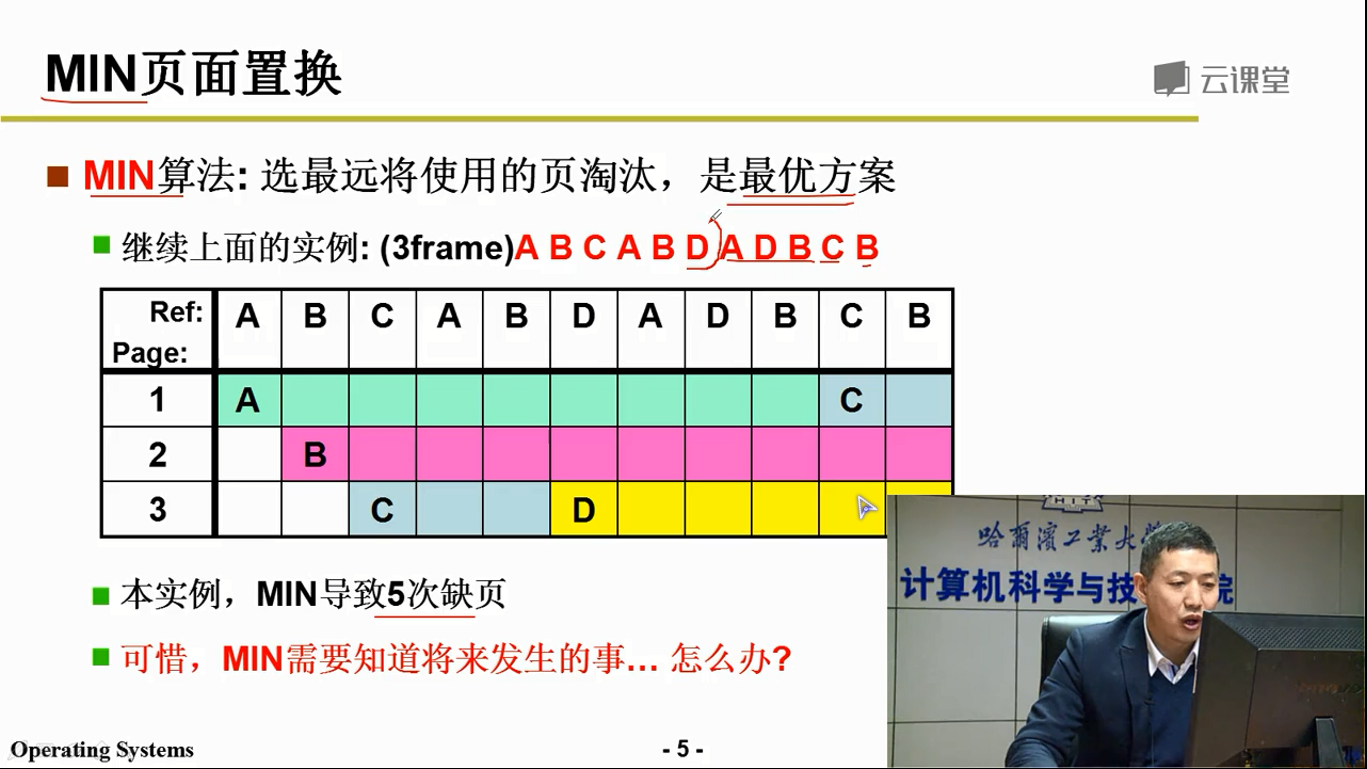 MIN页面置换
云课堂
MIN算法: 选最远将使用的页淘汰，是最优方案
继续上面的实例: (3frame)A B C A B D A D B C B
Ref: A B C A B D A D B C B
Page:
1 A C
2 B
3 C D
哈尔滨工业大学
计算机科学与技 院
本实例，MIN导致5次缺页
可惜，MIN需要知道将来发生的事… 怎么办?
Operating Systems
- 5 -